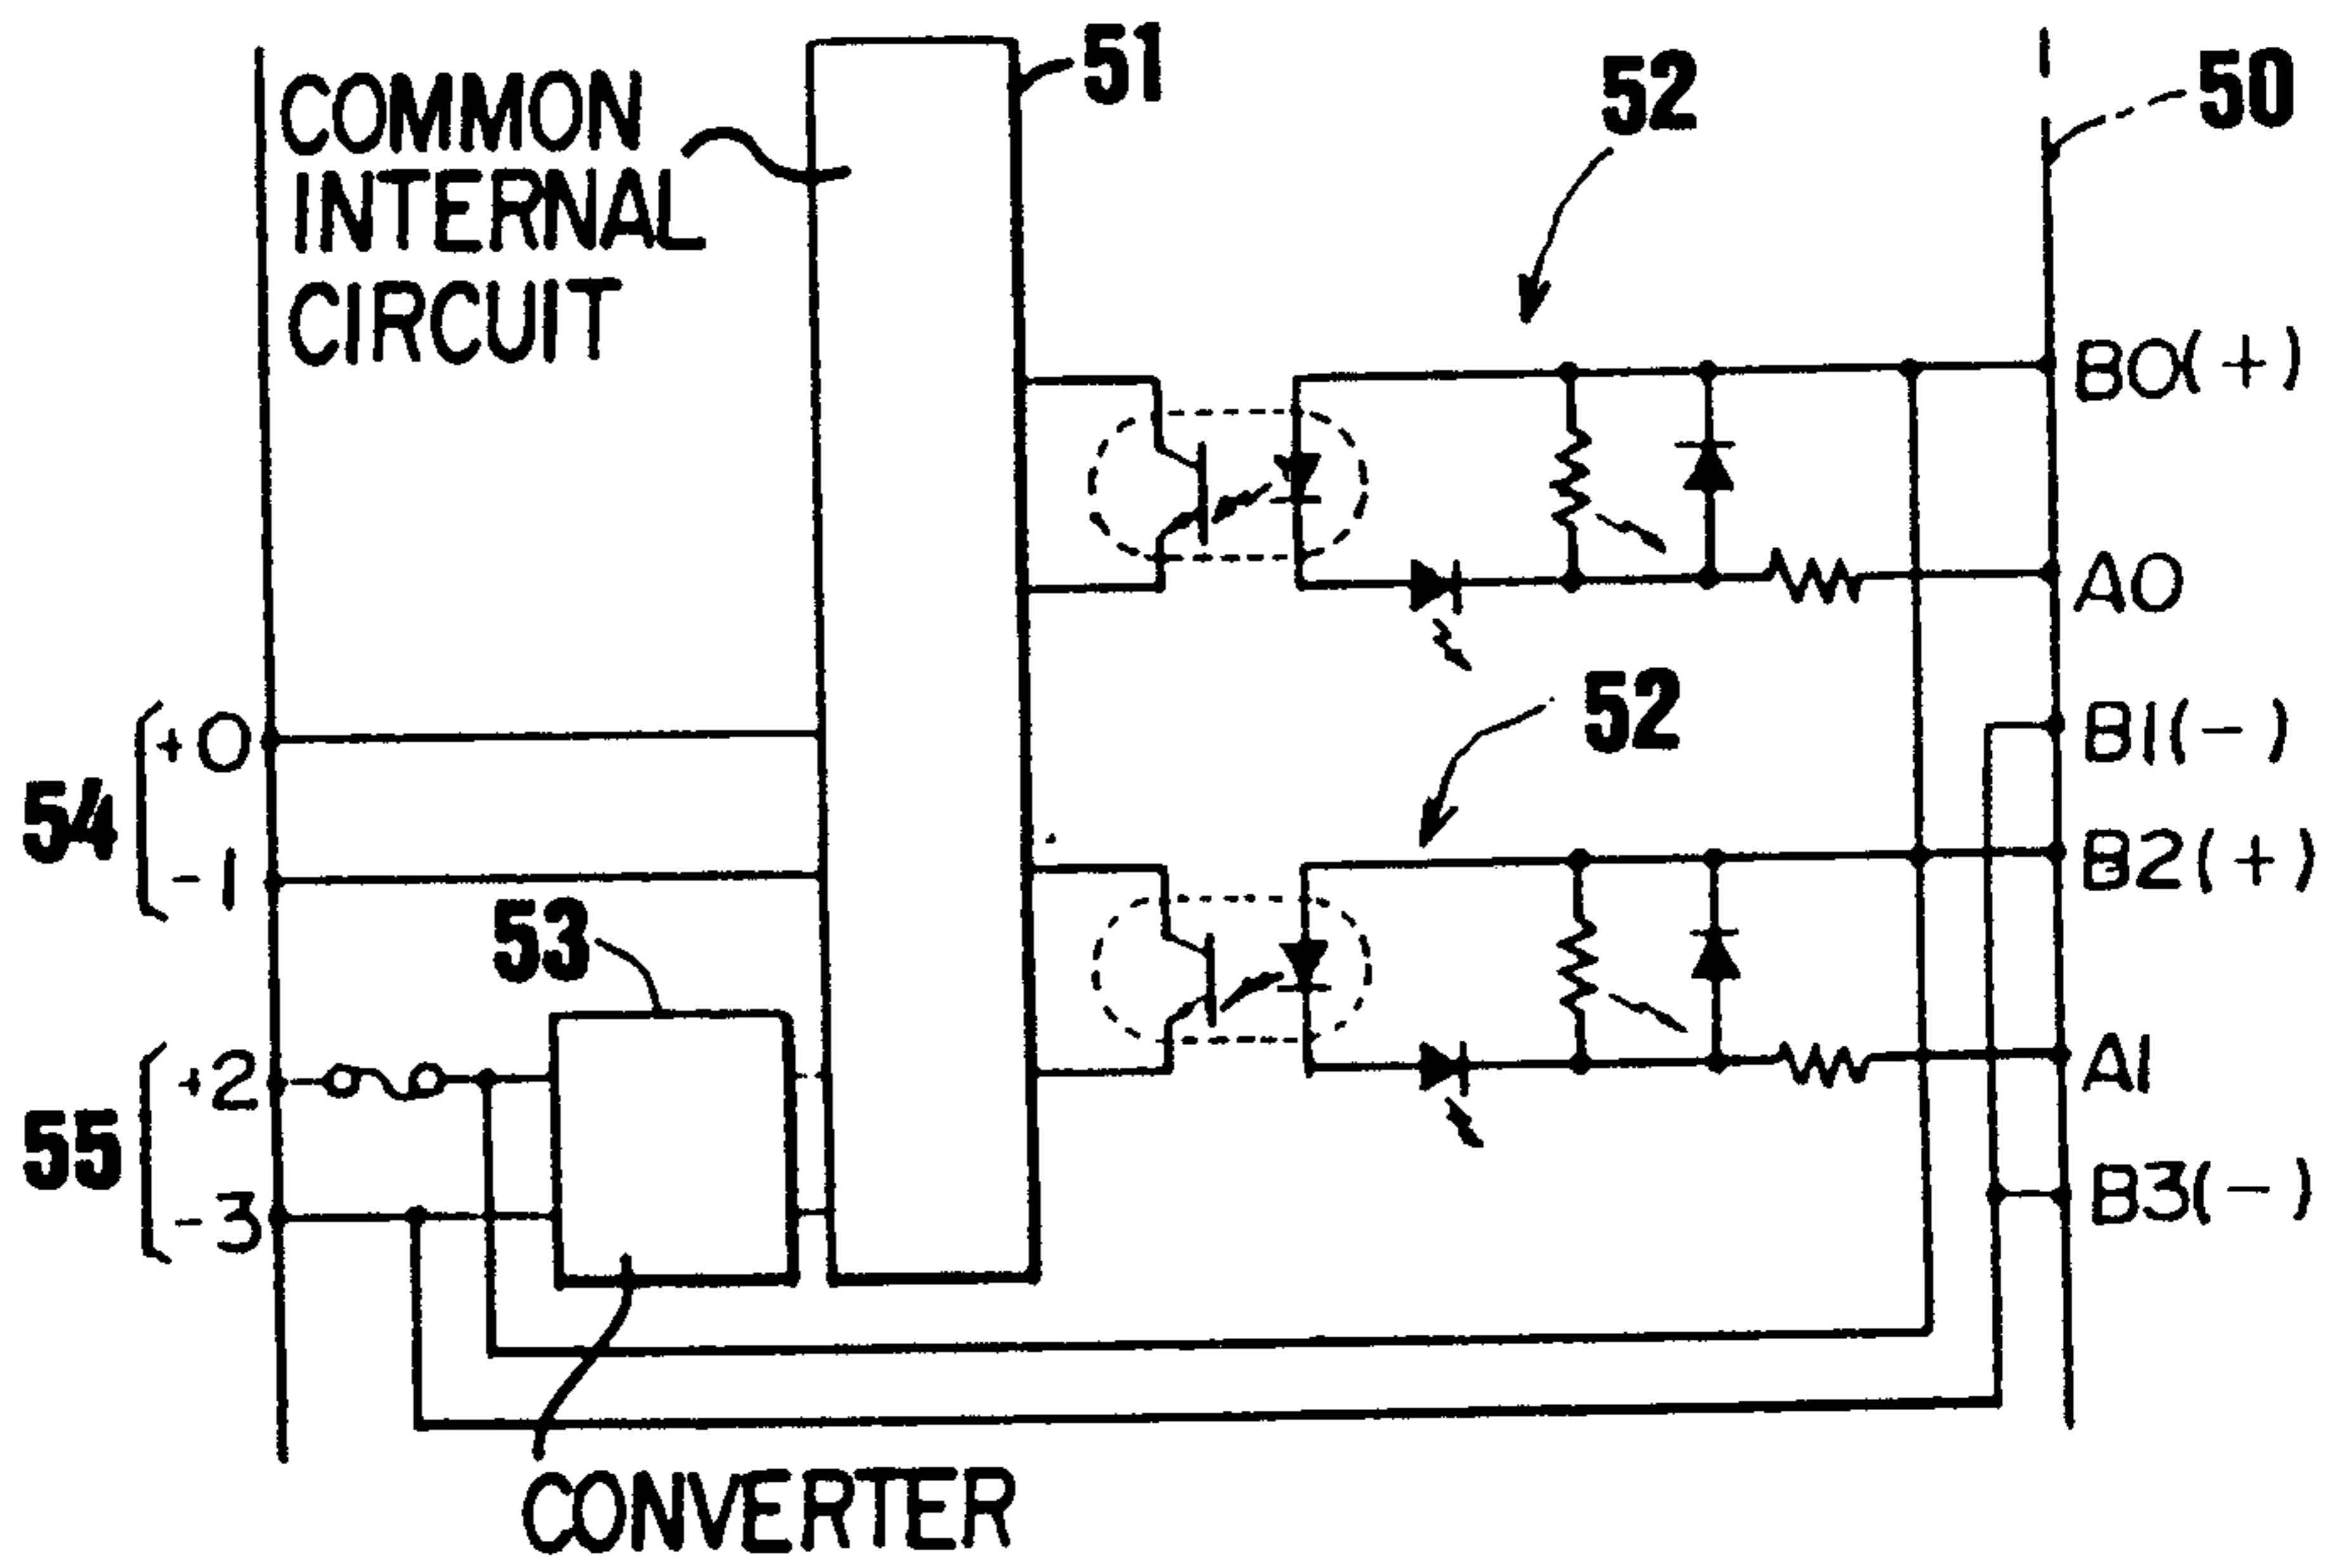 COMMON
INTERNAL
CIRCUIT
51
52
50
B0(+)
A0
52
B1(-)
B2(+)
A1
B3(-)
54
+0
-1
53
55
+2
-3
CONVERTER